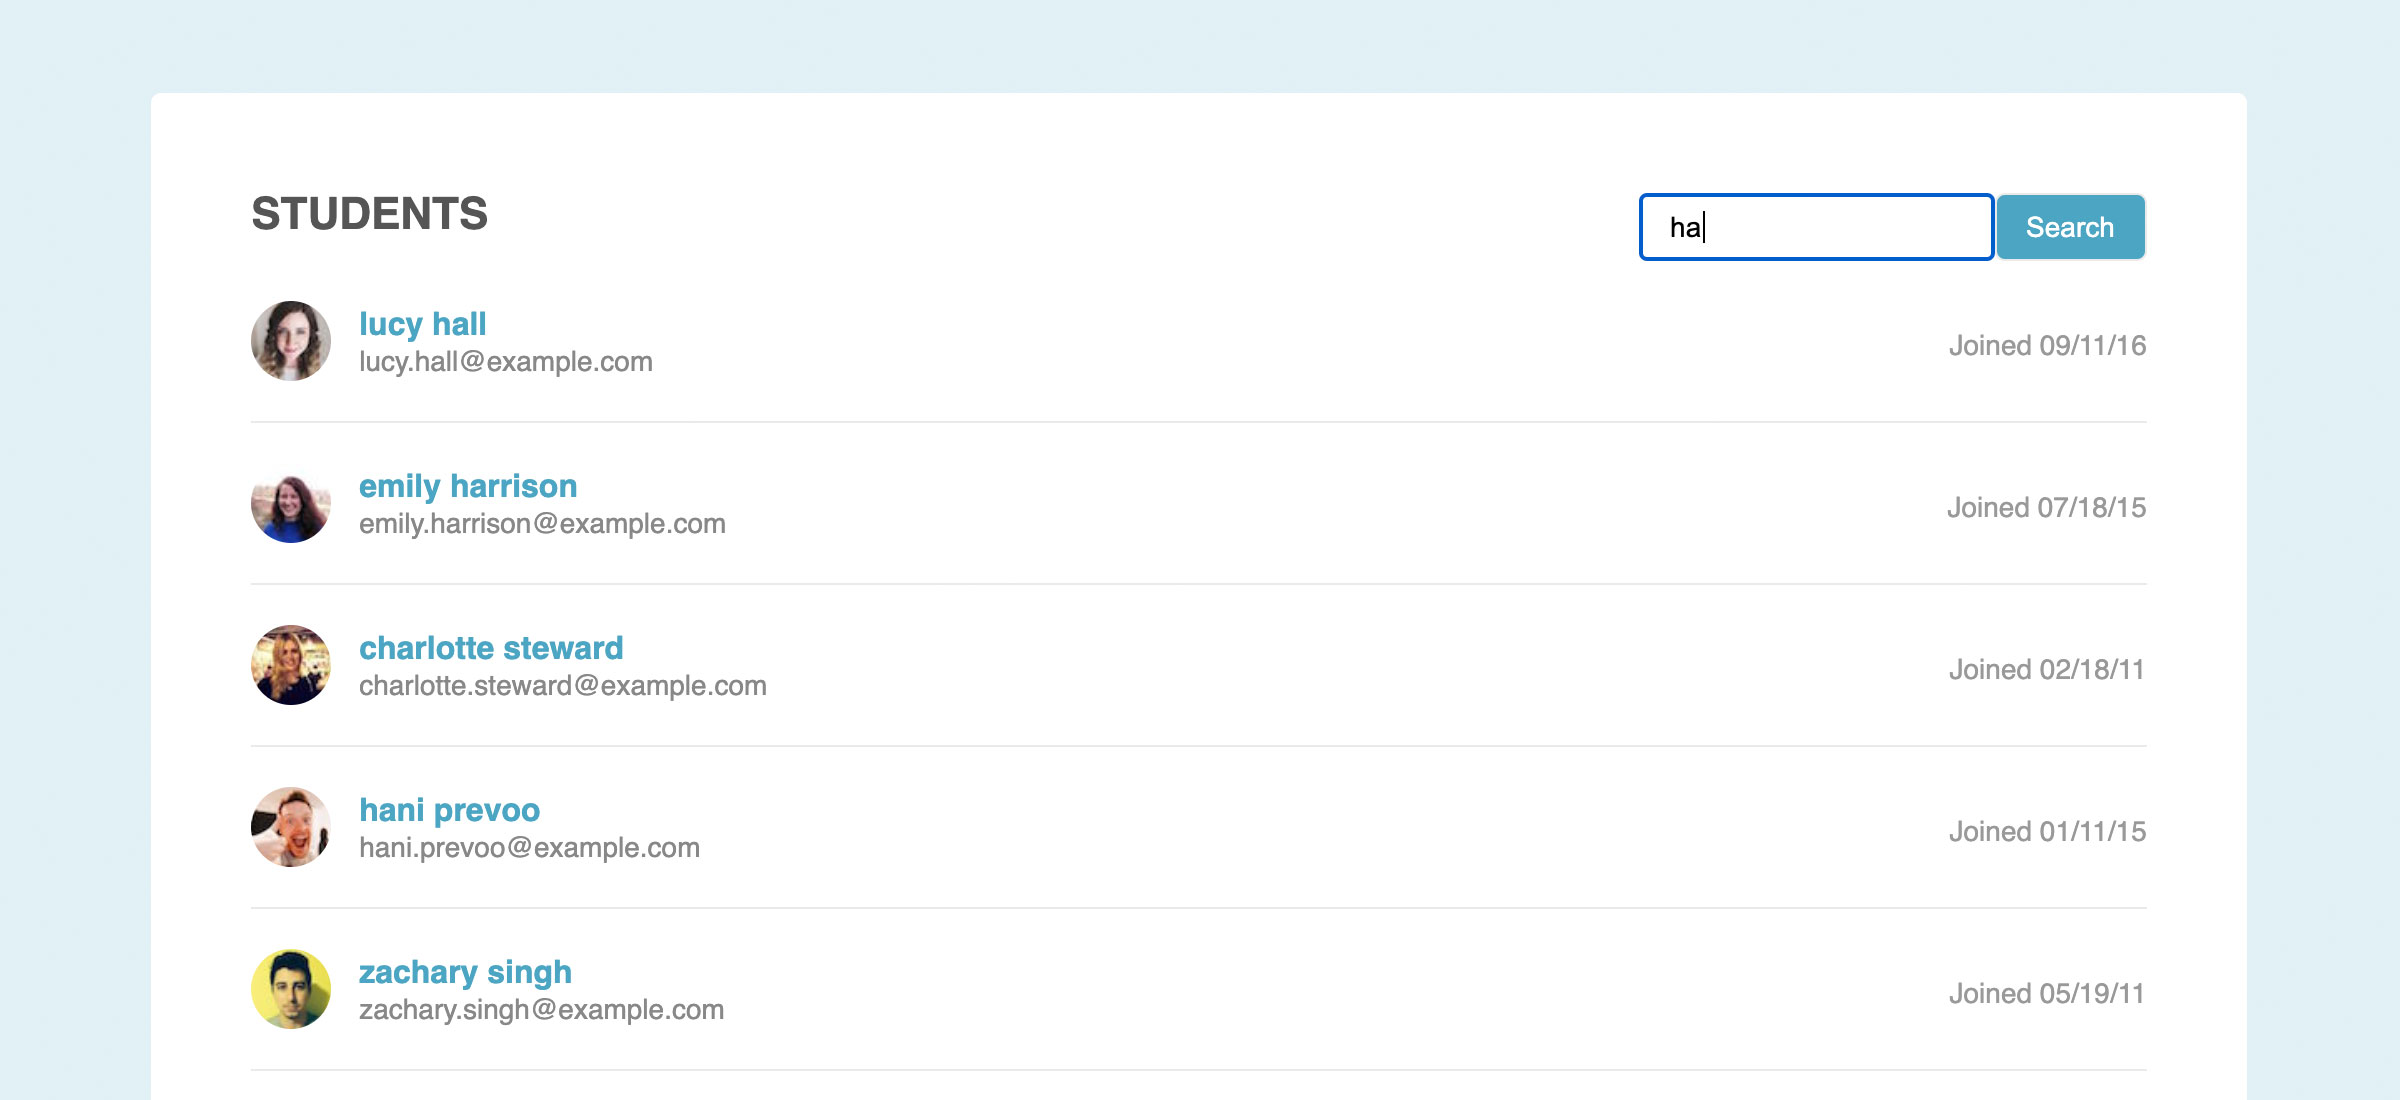 STUDENTS
ha
Search
lucy hall
lucy.hall@example.com
Joined 09/11/16
emily harrison
emily.harrison@example.com
Joined 07/18/15
charlotte steward
charlotte.steward@example.com
Joined 02/18/11
hani prevoo
hani.prevoo@example.com
Joined 01/11/15
zachary singh
zachary.singh@example.com
Joined 05/19/11